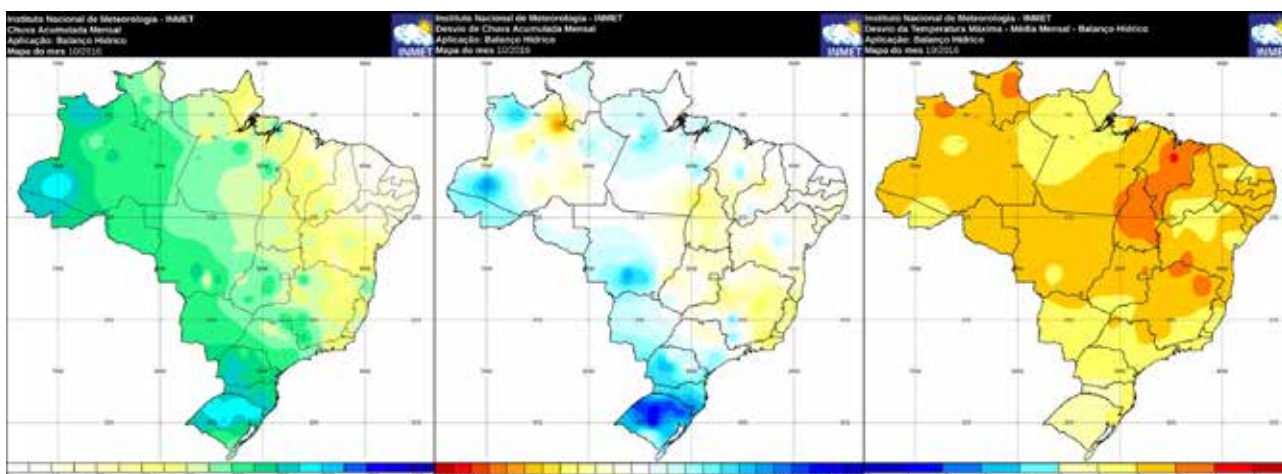 Instituto Nacional de Meteorologia - INMET
Chuva Acumulada Mensal
Aplicação: Balanço Hídrico
Mapa do mes 10/2016
INMET
Instituto Nacional de Meteorologia - INMET
Desvio de Chuva Acumulada Mensal
Aplicação: Balanço Hídrico
Mapa do mes 10/2016
INMET
Instituto Nacional de Meteorologia - INMET
Desvio da Temperatura Máxima - Média Mensal - Balanço Hídrico
Aplicação: Balanço Hídrico
Mapa do mes 10/2016
INMET